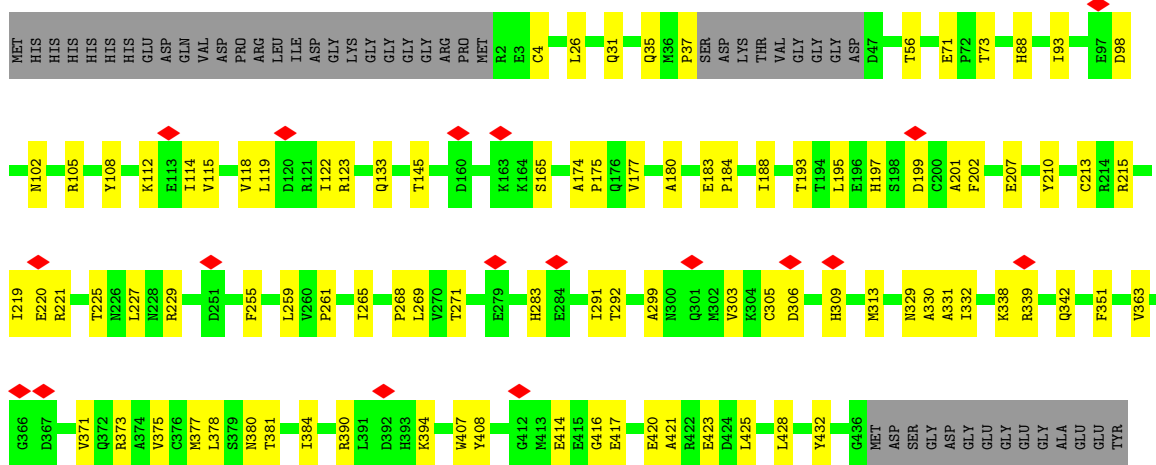 MET HIS HIS HIS HIS HIS HIS GLU ASP GLN VAL ASP PRO ARG LEU ILE ASP GLY LYS GLY GLY GLY GLY ARG PRO MET R2 E3 C4 L26 Q31 Q35 M36 P37 SER ASP LYS THR VAL GLY GLY GLY ASP D47 T56 E71 P72 T73 H88 I93 E97 D98
N102 R105 Y108 K112 E113 I114 V115 V118 L119 D120 R121 I122 R123 Q133 T145 D160 K163 K164 S165 A174 P175 Q176 V177 A180 E183 P184 I188 T193 T194 L195 E196 H197 S198 D199 C200 A201 F202 E207 Y210 C213 R214 R215
I219 E220 R221 T225 N226 L227 N228 R229 D251 F255 L259 V260 P261 I265 P268 L269 V270 T271 E279 H283 E284 I291 T292 A299 N300 Q301 M302 V303 K304 C305 D306 H309 M313 N329 A330 A331 I332 K338 R339 Q342 F351 V363
G366 D367 V371 Q372 R373 A374 V375 C376 M377 L378 S379 N380 T381 I384 R390 L391 D392 H393 K394 W407 Y408 G412 M413 E414 E415 G416 E417 E420 A421 R422 E423 D424 L425 L428 Y432 G436 MET ASP SER GLY ASP GLY GLU GLY GLU GLY ALA GLU GLU TYR